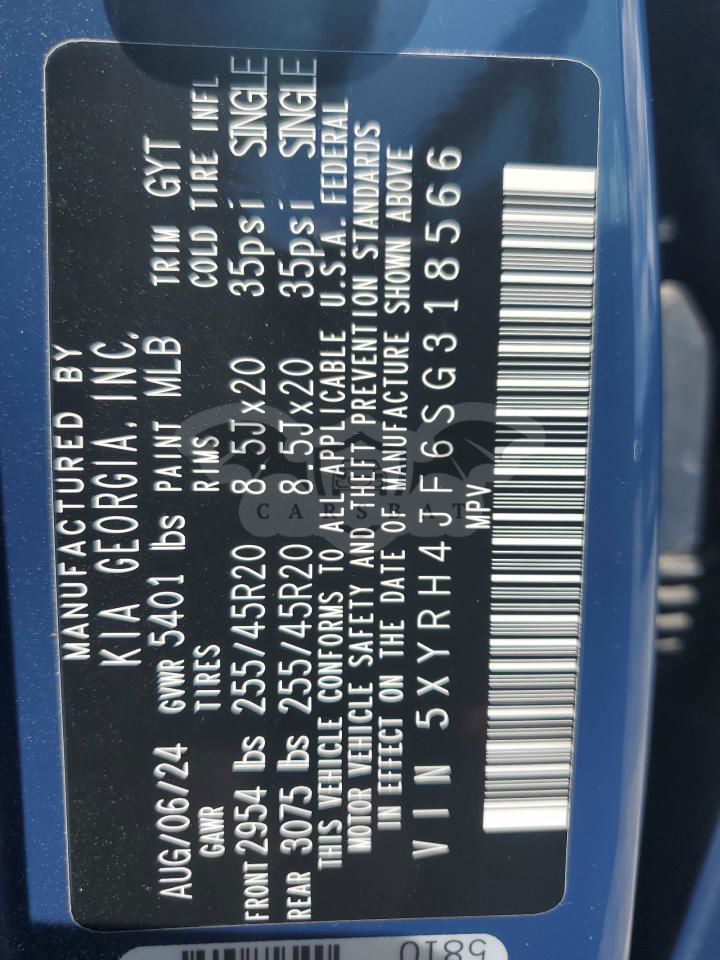 MANUFACTURED BY
KIA GEORGIA, INC.
AUG/06/24 GVWR 5401 lbs PAINT MLB TRIM GYT
GAWR TIRES RIMS COLD TIRE INFL
FRONT 2954 lbs 255/45R20 8.5Jx20 35psi SINGLE
REAR 3075 lbs 255/45R20 8.5Jx20 35psi SINGLE
THIS VEHICLE CONFORMS TO ALL APPLICABLE U.S.A. FEDERAL
MOTOR VEHICLE SAFETY AND THEFT PREVENTION STANDARDS
IN EFFECT ON THE DATE OF MANUFACTURE SHOWN ABOVE
VIN 5XYRH4JF6SG318566
MPV
5810
CARSBAT